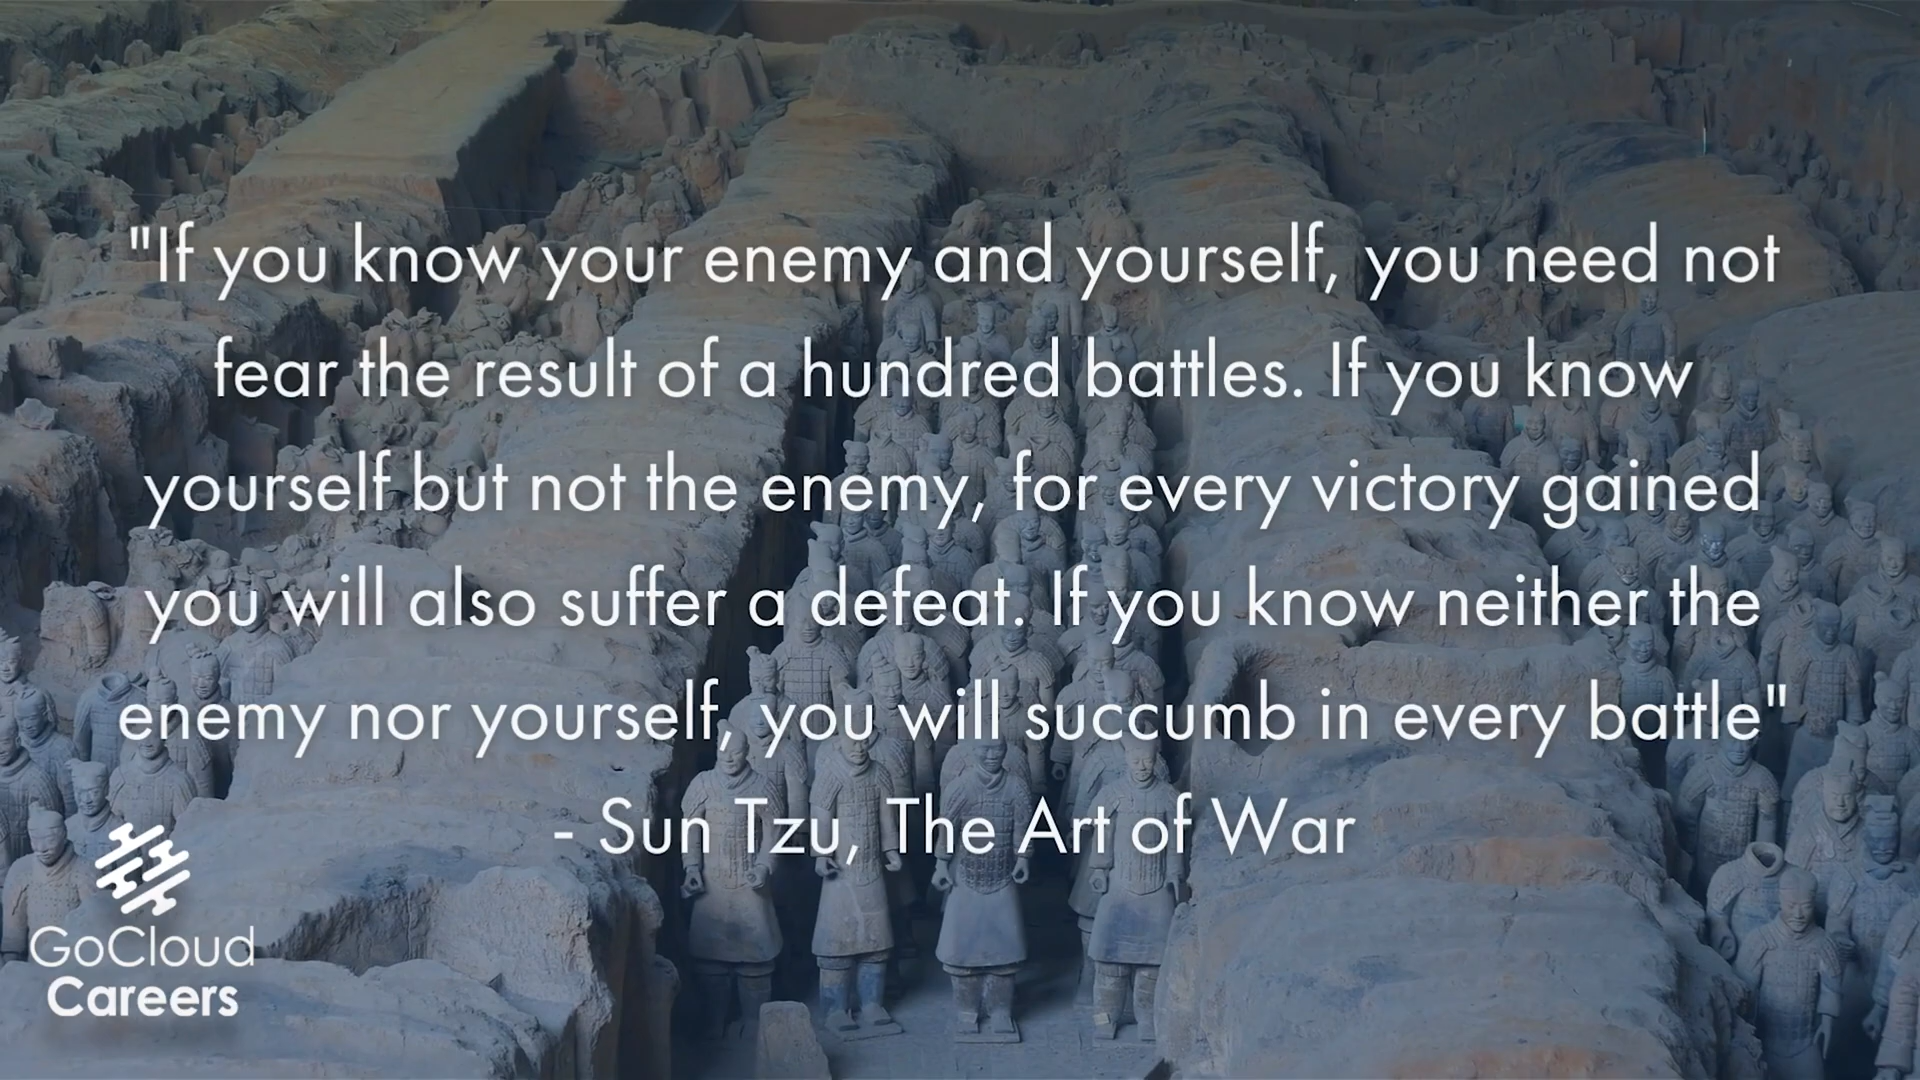 "If you know your enemy and yourself, you need not
fear the result of a hundred battles. If you know
yourself but not the enemy, for every victory gained
you will also suffer a defeat. If you know neither the
enemy nor yourself, you will succumb in every battle"
- Sun Tzu, The Art of War
GoCloud
Careers